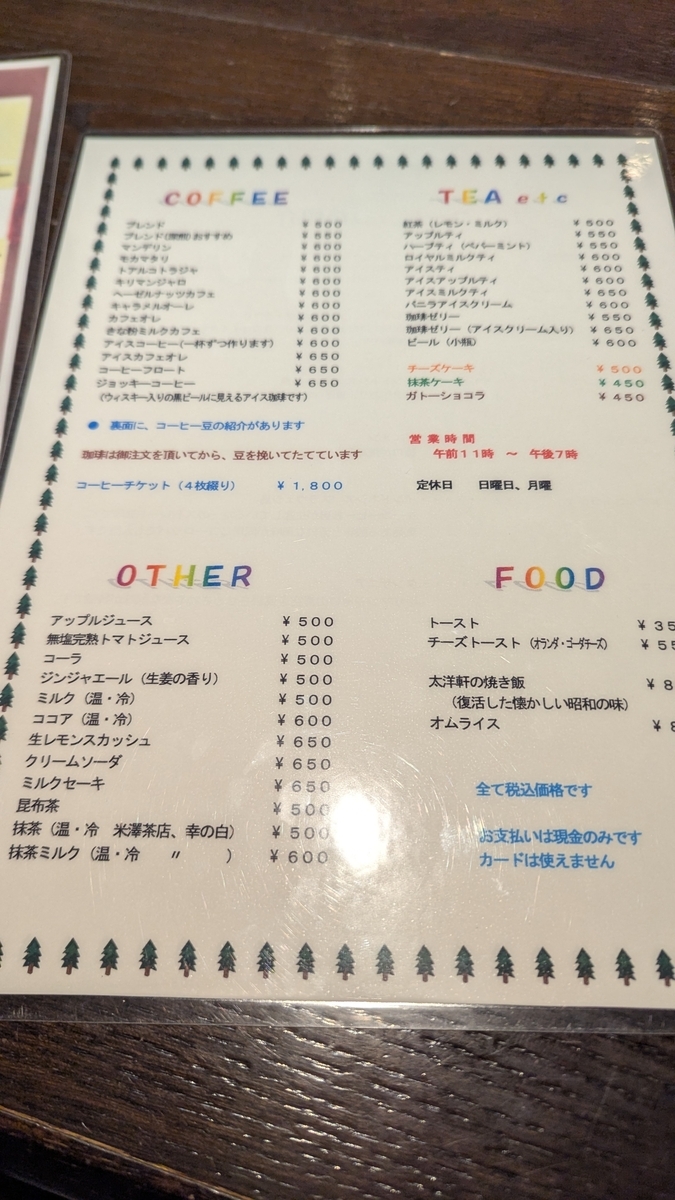 COFFEE
ブレンド ￥500
ブレンド(深煎)おすすめ ￥550
マンデリン ￥600
モカマタリ ￥600
トアルコトラジャ ￥600
キリマンジャロ ￥600
ヘーゼルナッツカフェ ￥600
キャラメルオーレ ￥600
カフェオレ ￥600
きな粉ミルクカフェ ￥600
アイスコーヒー(一杯ずつ作ります) ￥600
アイスカフェオレ ￥650
コーヒーフロート ￥650
ジョッキーコーヒー ￥650
（ウィスキー入りの黒ビールに見えるアイス珈琲です）
● 裏面に、コーヒー豆の紹介があります
珈琲は御注文を頂いてから、豆を挽いてたてています
コーヒーチケット（４枚綴り） ￥１,８００
TEA etc
紅茶（レモン・ミルク） ￥500
アップルティ ￥550
ハーブティ（ペパーミント） ￥550
ロイヤルミルクティ ￥600
アイスティ ￥600
アイスアップルティ ￥600
アイスミルクティ ￥650
バニラアイスクリーム ￥600
珈琲ゼリー ￥550
珈琲ゼリー（アイスクリーム入り） ￥650
ビール（小瓶） ￥600
チーズケーキ ￥500
抹茶ケーキ ￥450
ガトーショコラ ￥450
営業時間
午前１１時 ～ 午後７時
定休日 日曜日、月曜
OTHER
アップルジュース ￥500
無塩完熟トマトジュース ￥500
コーラ ￥500
ジンジャエール（生姜の香り） ￥500
ミルク（温・冷） ￥500
ココア（温・冷） ￥600
生レモンスカッシュ ￥650
クリームソーダ ￥650
ミルクセーキ ￥650
昆布茶 ￥500
抹茶（温・冷 米澤茶店、幸の白） ￥500
抹茶ミルク（温・冷 〃 ） ￥600
FOOD
トースト ￥35
チーズトースト（オランダ・ゴーダチーズ） ￥55
太洋軒の焼き飯 ￥8
（復活した懐かしい昭和の味）
オムライス ￥8
全て税込価格です
お支払いは現金のみです
カードは使えません